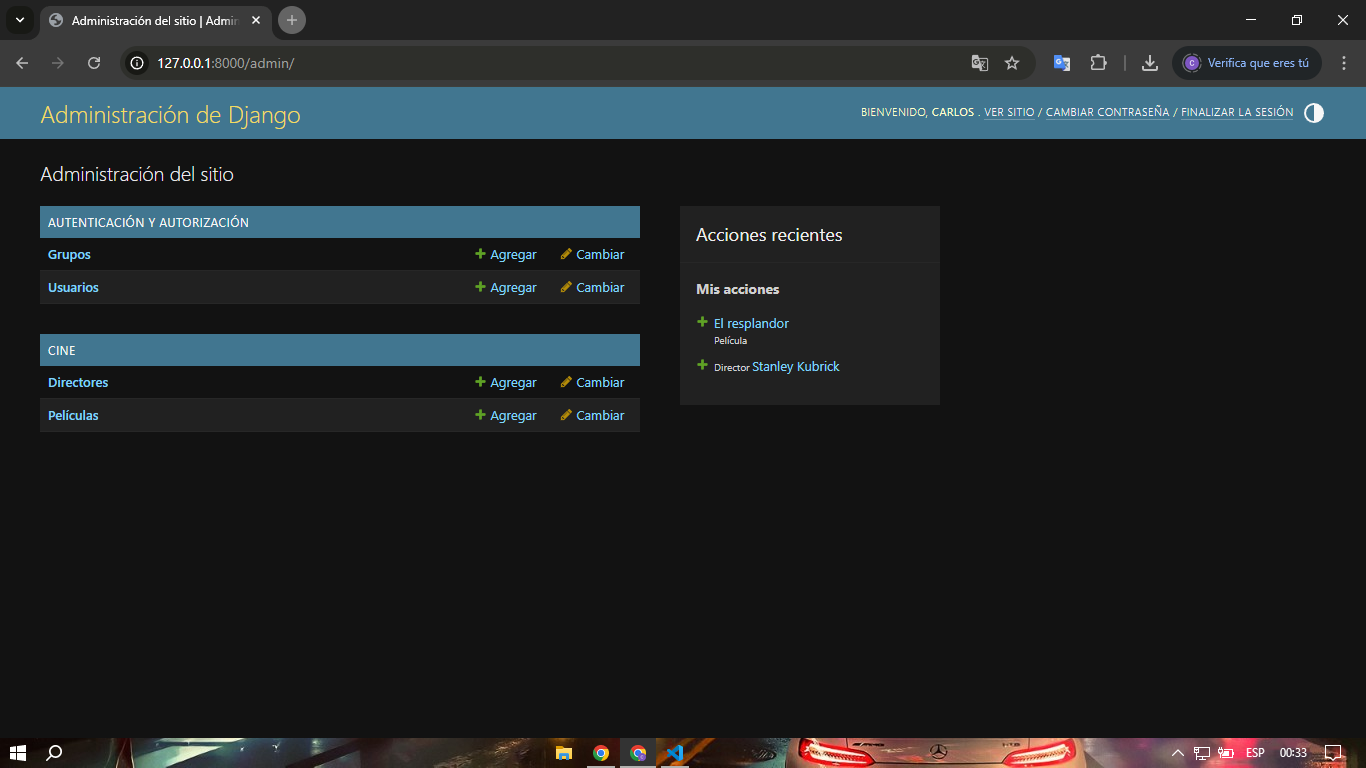 Administración del sitio | Admin
127.0.0.1:8000/admin/
Verifica que eres tú
Administración de Django
BIENVENIDO, CARLOS . VER SITIO / CAMBIAR CONTRASEÑA / FINALIZAR LA SESIÓN
Administración del sitio
AUTENTICACIÓN Y AUTORIZACIÓN
Grupos Agregar Cambiar
Usuarios Agregar Cambiar
CINE
Directores Agregar Cambiar
Películas Agregar Cambiar
Acciones recientes
Mis acciones
El resplandor
Película
Director Stanley Kubrick
ESP 00:33